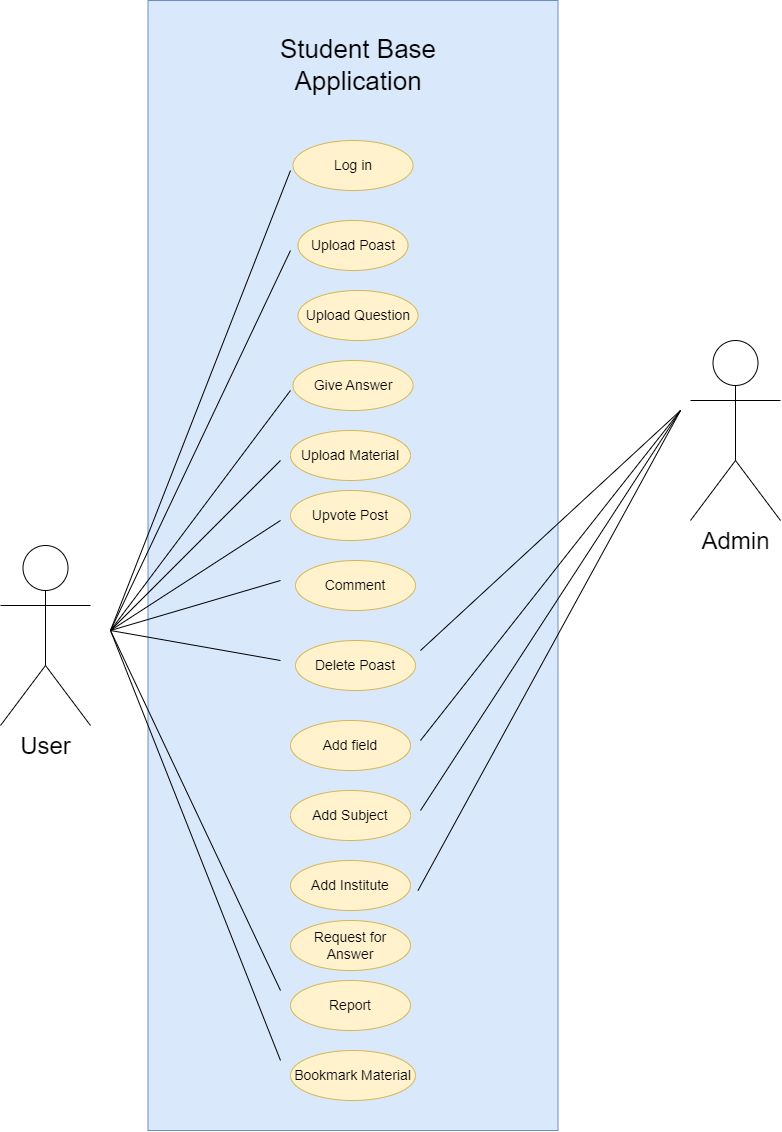 Student Base
Application
Log in
Upload Poast
Upload Question
Give Answer
Upload Material
Upvote Post
Comment
Delete Poast
Add field
Add Subject
Add Institute
Request for
Answer
Report
Bookmark Material
User
Admin